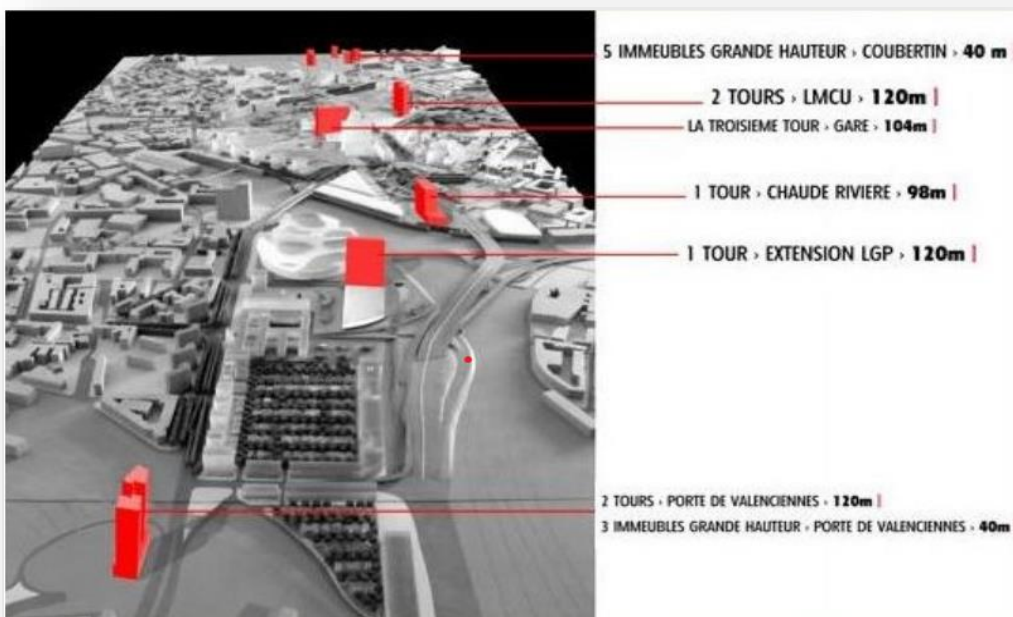 5 IMMEUBLES GRANDE HAUTEUR › COUBERTIN › 40 m
2 TOURS › LMCU › 120m
LA TROISIEME TOUR › GARE › 104m
1 TOUR › CHAUDE RIVIERE › 98m
1 TOUR › EXTENSION LGP › 120m
2 TOURS › PORTE DE VALENCIENNES › 120m
3 IMMEUBLES GRANDE HAUTEUR › PORTE DE VALENCIENNES › 40m